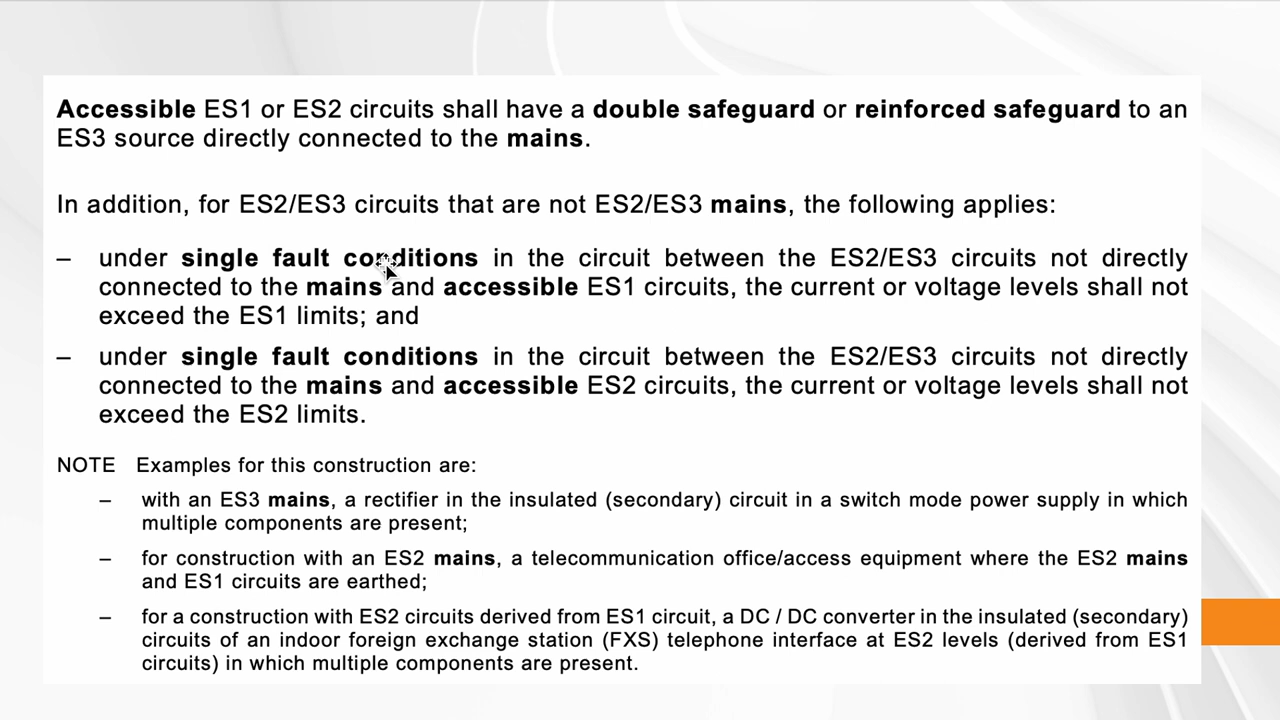 Accessible ES1 or ES2 circuits shall have a double safeguard or reinforced safeguard to an
ES3 source directly connected to the mains.
In addition, for ES2/ES3 circuits that are not ES2/ES3 mains, the following applies:
– under single fault conditions in the circuit between the ES2/ES3 circuits not directly
connected to the mains and accessible ES1 circuits, the current or voltage levels shall not
exceed the ES1 limits; and
– under single fault conditions in the circuit between the ES2/ES3 circuits not directly
connected to the mains and accessible ES2 circuits, the current or voltage levels shall not
exceed the ES2 limits.
NOTE Examples for this construction are:
– with an ES3 mains, a rectifier in the insulated (secondary) circuit in a switch mode power supply in which
multiple components are present;
– for construction with an ES2 mains, a telecommunication office/access equipment where the ES2 mains
and ES1 circuits are earthed;
– for a construction with ES2 circuits derived from ES1 circuit, a DC / DC converter in the insulated (secondary)
circuits of an indoor foreign exchange station (FXS) telephone interface at ES2 levels (derived from ES1
circuits) in which multiple components are present.